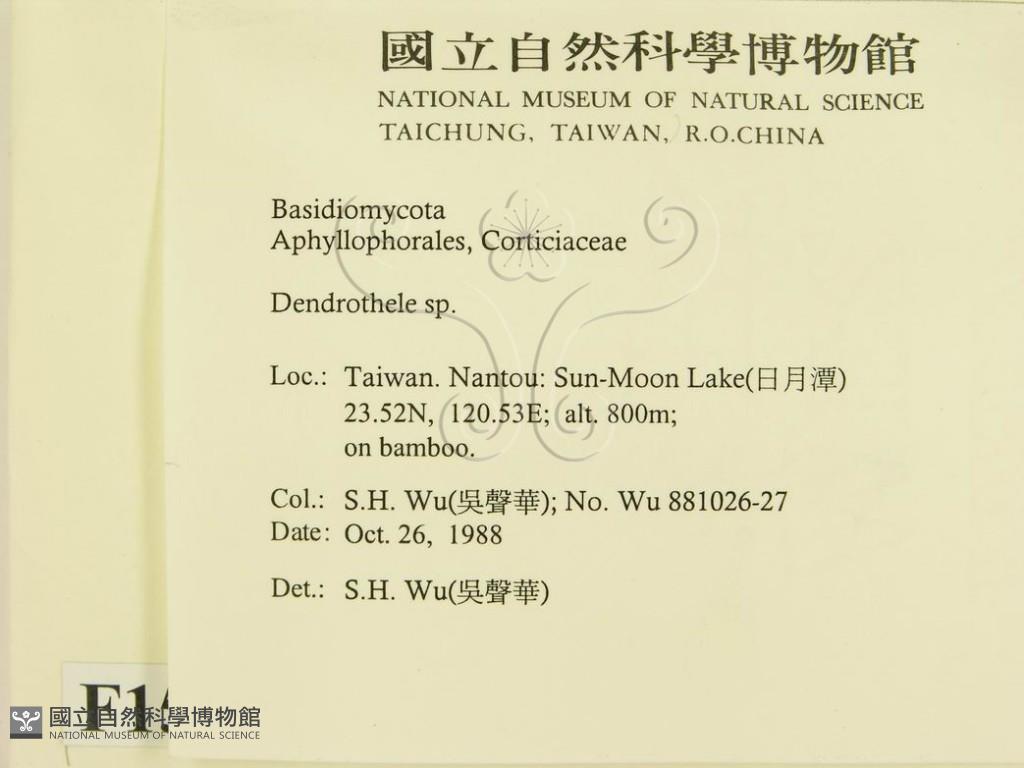 國立自然科學博物館
NATIONAL MUSEUM OF NATURAL SCIENCE
TAICHUNG, TAIWAN, R.O.CHINA
Basidiomycota
Aphyllophorales, Corticiaceae
Dendrothele sp.
Loc.: Taiwan. Nantou: Sun-Moon Lake(日月潭)
23.52N, 120.53E; alt. 800m;
on bamboo.
Col.: S.H. Wu(吳聲華); No. Wu 881026-27
Date: Oct. 26, 1988
Det.: S.H. Wu(吳聲華)
國立自然科學博物館
NATIONAL MUSEUM OF NATURAL SCIENCE